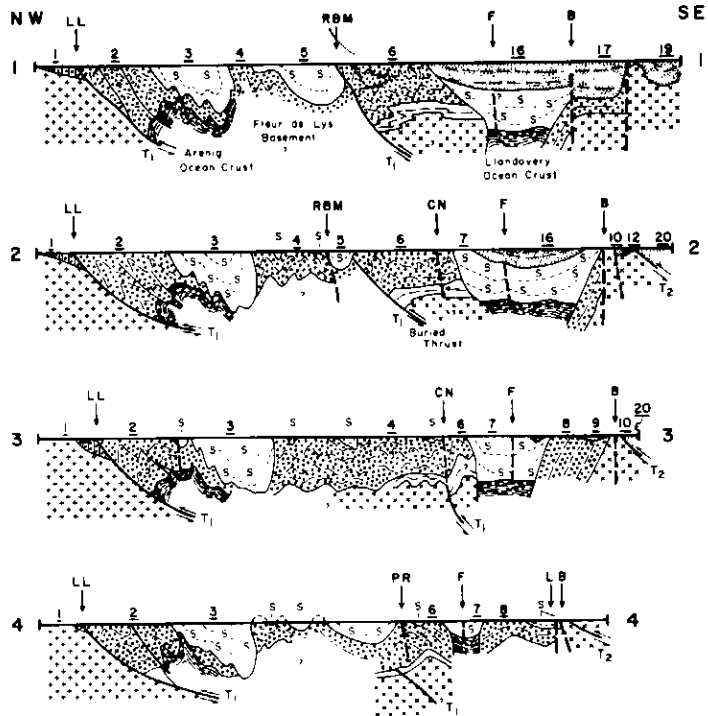 NW SE
LL RBM F B
1 2 3 4 5 6 16 17 19
1 1
S S S S S S S
Fleur de Lys
Basement
?
T1 Arenig
Ocean Crust
T1
Llandovery
Ocean Crust
LL RBM CN F B
1 2 3 S 4 S 5 6 7 16 10 12 20
2 2
S S S S S S S S
T1 T1 T2
Buried
Thrust
LL CN F B 20
1 2 S 3 S S 4 S 6 7 8 9 10
3 3
S S S S S S
T1 T1 T2
LL PR F L B
1 2 3 S S S 6 7 8 S
4 4
S S S S S
T1 T1 T2